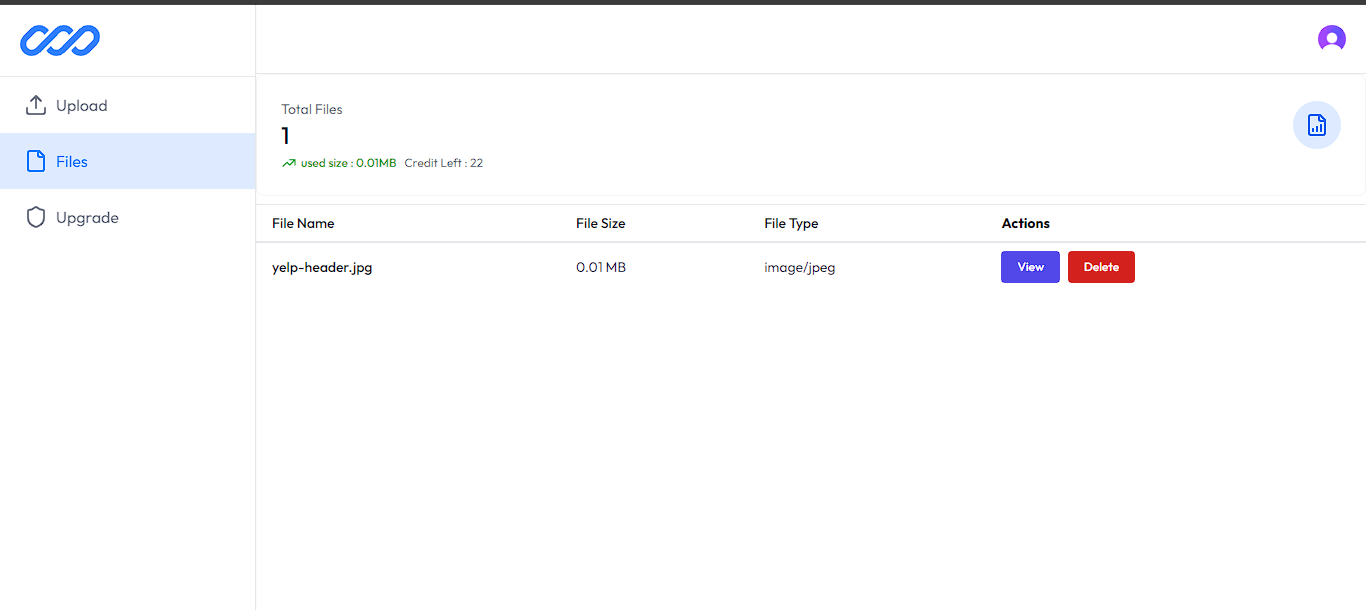 Upload
Files
Upgrade
Total Files
1
used size : 0.01MB Credit Left : 22
File Name File Size File Type Actions
yelp-header.jpg 0.01 MB image/jpeg View Delete